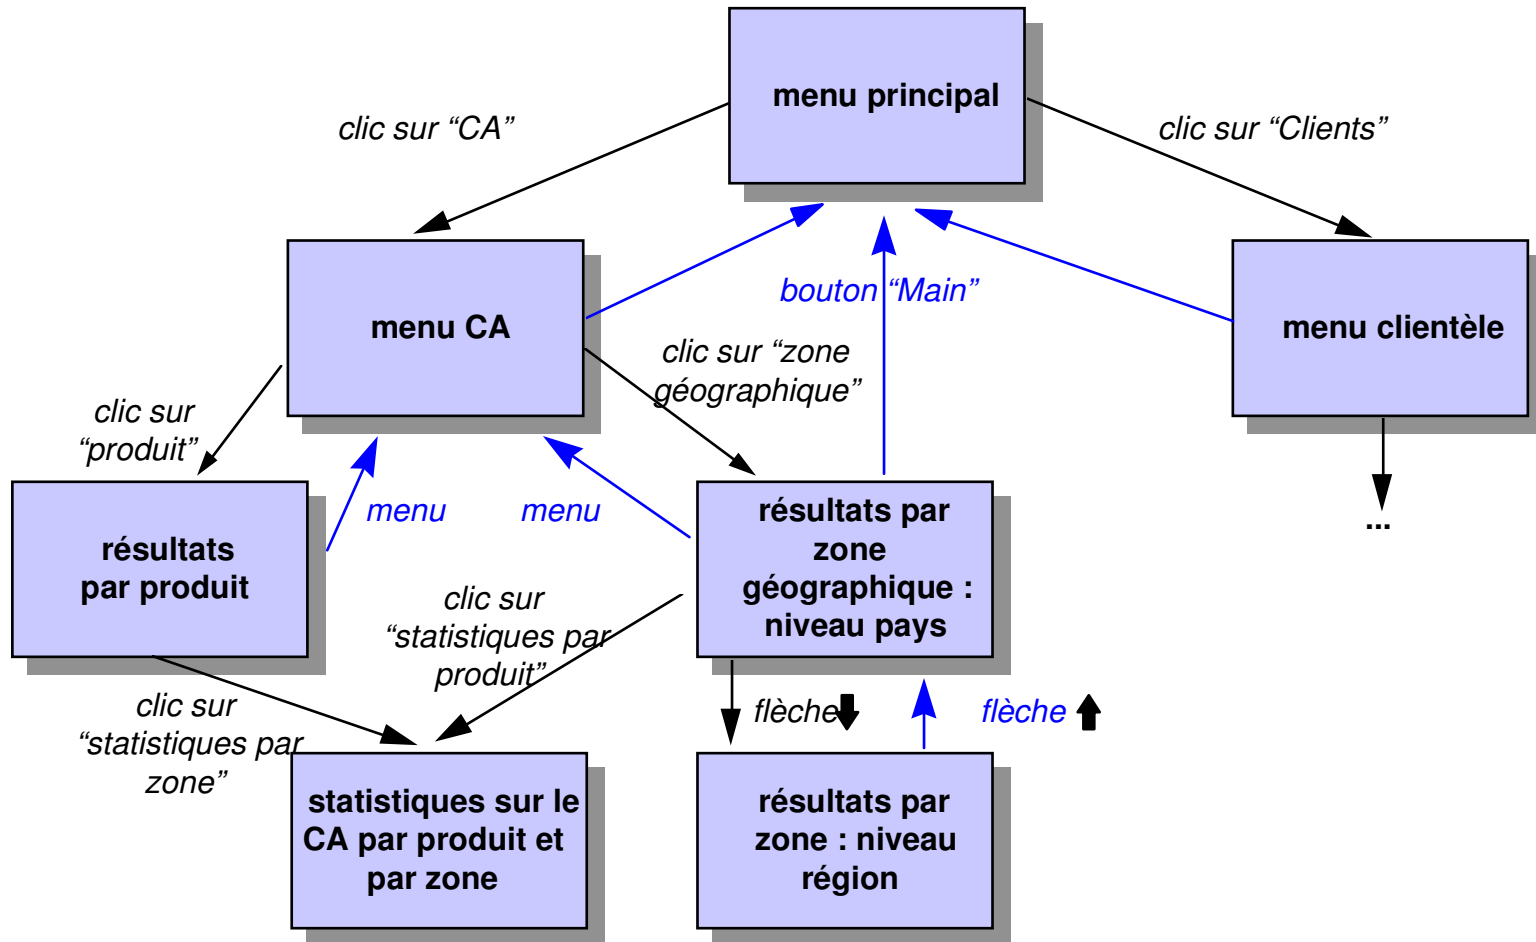 menu principal
clic sur “CA”
clic sur “Clients”
bouton “Main”
menu CA
menu clientèle
clic sur “zone
géographique”
clic sur
“produit”
menu
menu
résultats par
zone
géographique :
niveau pays
...
résultats
par produit
clic sur
“statistiques par
produit”
clic sur
“statistiques par
zone”
flèche
flèche
statistiques sur le
CA par produit et
par zone
résultats par
zone : niveau
région